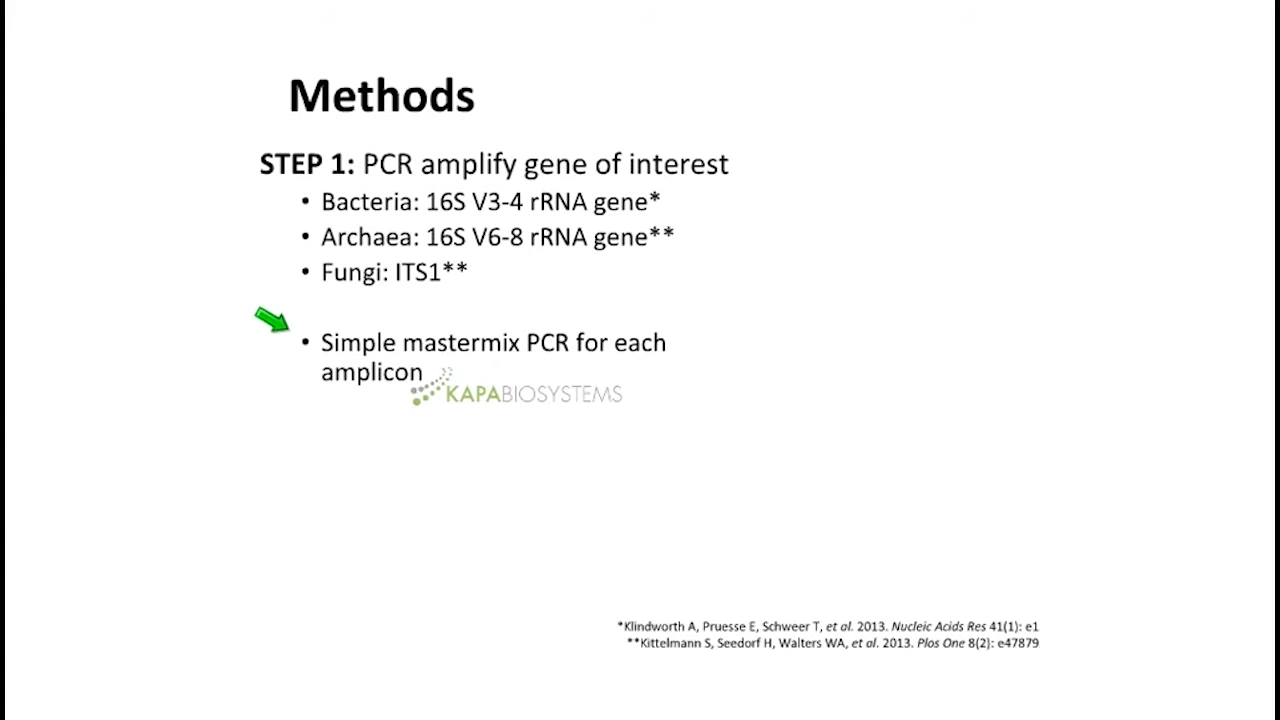 Methods
STEP 1: PCR amplify gene of interest
• Bacteria: 16S V3-4 rRNA gene*
• Archaea: 16S V6-8 rRNA gene**
• Fungi: ITS1**
• Simple mastermix PCR for each
amplicon
KAPABIOSYSTEMS
*Klindworth A, Pruesse E, Schweer T, et al. 2013. Nucleic Acids Res 41(1): e1
**Kittelmann S, Seedorf H, Walters WA, et al. 2013. Plos One 8(2): e47879